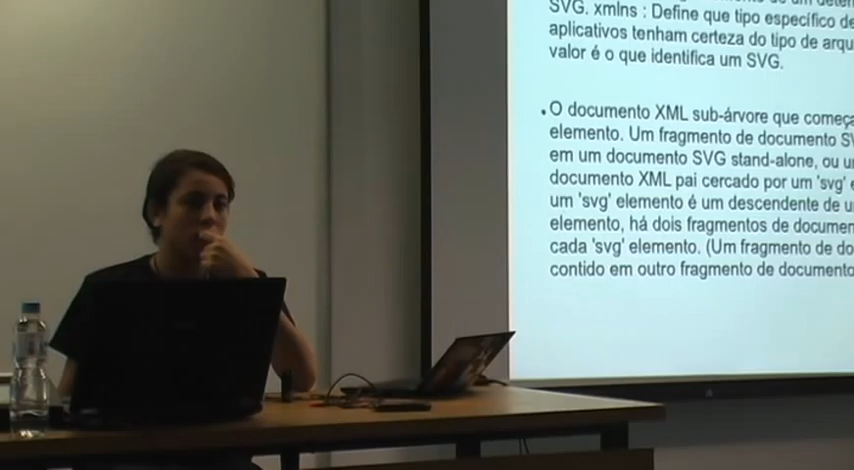 SVG. xmlns : Define que tipo específico de
aplicativos tenham certeza do tipo de arqu
valor é o que identifica um SVG.
• O documento XML sub-árvore que começa
elemento. Um fragmento de documento SV
em um documento SVG stand-alone, ou u
documento XML pai cercado por um 'svg' e
um 'svg' elemento é um descendente de u
elemento, há dois fragmentos de documen
cada 'svg' elemento. (Um fragmento de do
contido em outro fragmento de documento